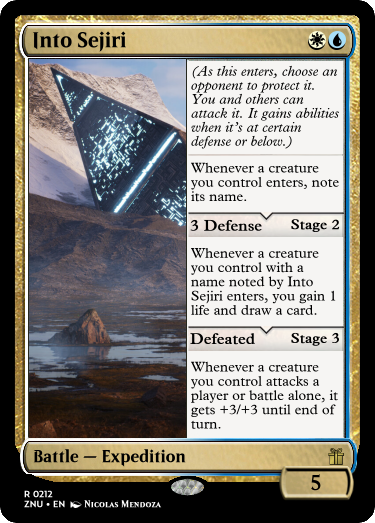 Into Sejiri
(As this enters, choose an
opponent to protect it.
You and others can
attack it. It gains abilities
when it's at certain
defense or below.)
Whenever a creature
you control enters, note
its name.
3 Defense Stage 2
Whenever a creature
you control with a
name noted by Into
Sejiri enters, you gain 1
life and draw a card.
Defeated Stage 3
Whenever a creature
you control attacks a
player or battle alone, it
gets +3/+3 until end of
turn.
Battle — Expedition
5
R 0212
ZNU • EN Nicolas Mendoza